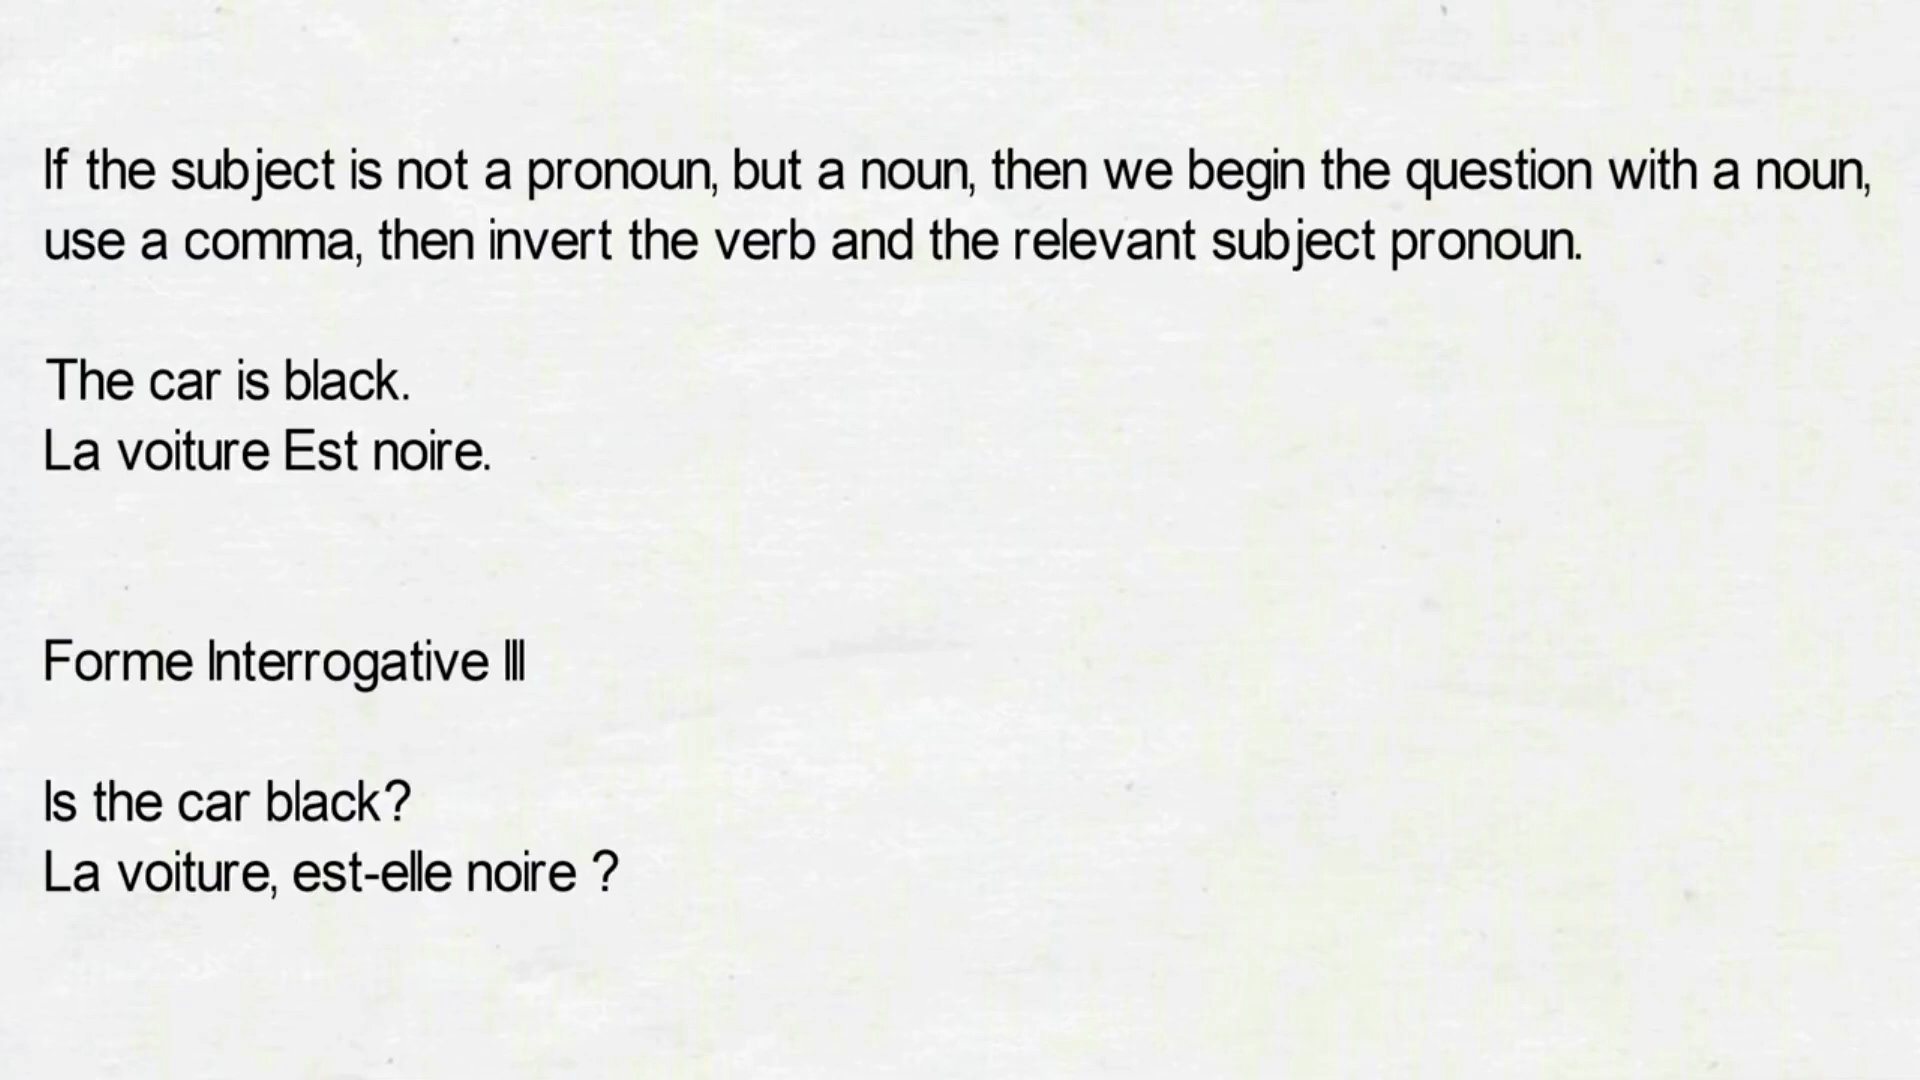 If the subject is not a pronoun, but a noun, then we begin the question with a noun,
use a comma, then invert the verb and the relevant subject pronoun.
The car is black.
La voiture Est noire.
Forme Interrogative III
Is the car black?
La voiture, est-elle noire ?